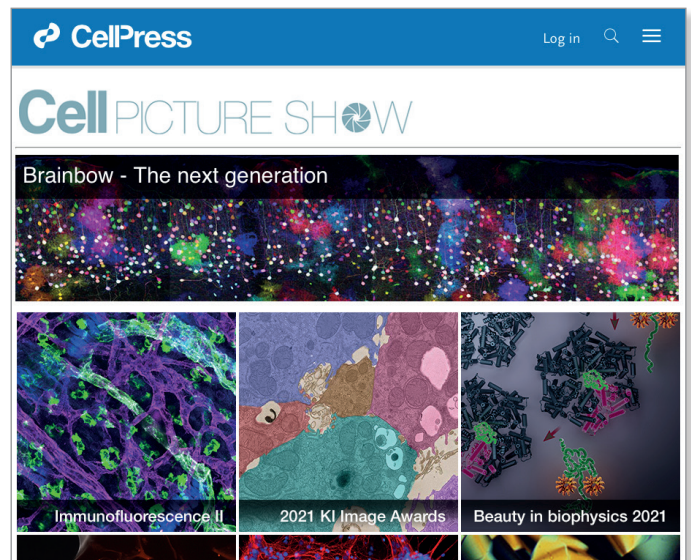 CellPress
Log in
Cell PICTURE SHOW
Brainbow - The next generation
Immunofluorescence II
2021 KI Image Awards
Beauty in biophysics 2021